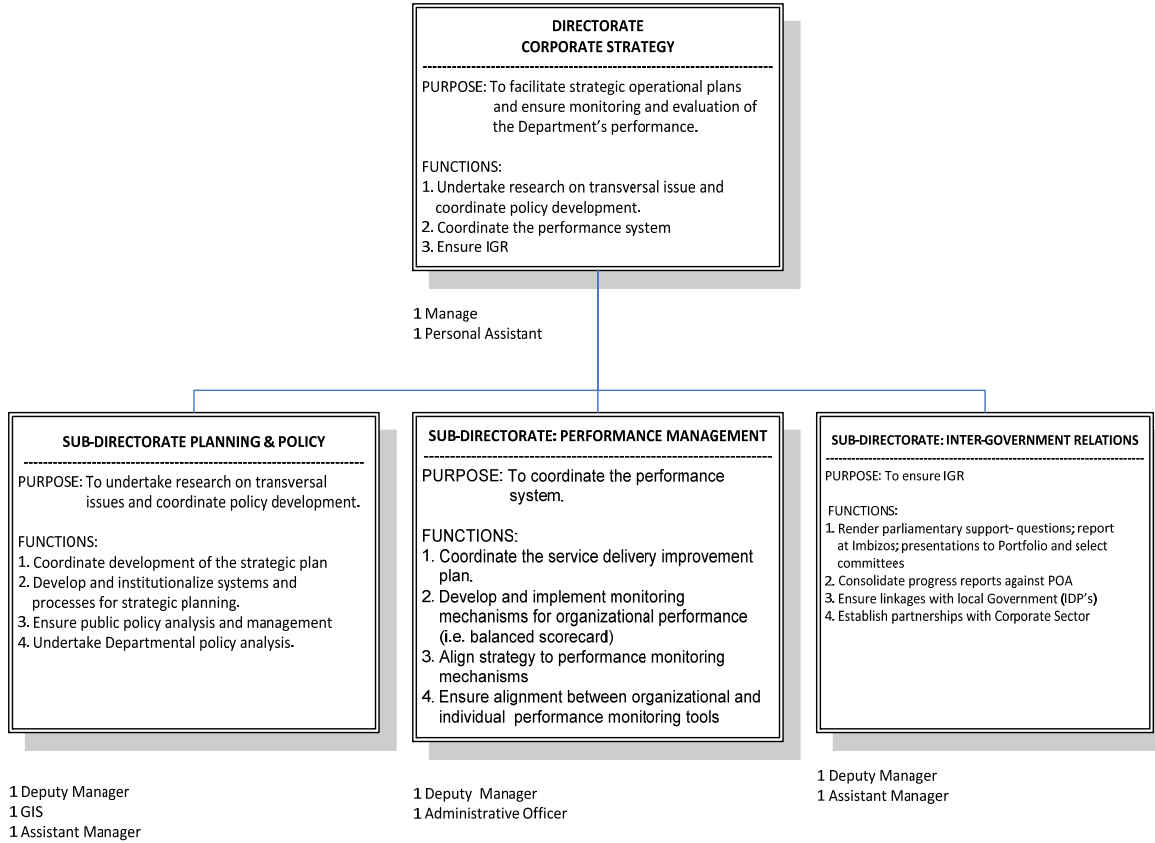 DIRECTORATE
CORPORATE STRATEGY
PURPOSE: To facilitate strategic operational plans
and ensure monitoring and evaluation of
the Department's performance.
FUNCTIONS:
1. Undertake research on transversal issue and
coordinate policy development.
2. Coordinate the performance system
3. Ensure IGR
1 Manage
1 Personal Assistant
SUB-DIRECTORATE PLANNING & POLICY
PURPOSE: To undertake research on transversal
issues and coordinate policy development.
FUNCTIONS:
1. Coordinate development of the strategic plan
2. Develop and institutionalize systems and
processes for strategic planning.
3. Ensure public policy analysis and management
4. Undertake Departmental policy analysis.
1 Deputy Manager
1 GIS
1 Assistant Manager
SUB-DIRECTORATE: PERFORMANCE MANAGEMENT
PURPOSE: To coordinate the performance
system.
FUNCTIONS:
1. Coordinate the service delivery improvement
plan.
2. Develop and implement monitoring
mechanisms for organizational performance
(i.e. balanced scorecard)
3. Align strategy to performance monitoring
mechanisms
4. Ensure alignment between organizational and
individual performance monitoring tools
1 Deputy Manager
1 Administrative Officer
SUB-DIRECTORATE: INTER-GOVERNMENT RELATIONS
PURPOSE: To ensure IGR
FUNCTIONS:
1. Render parliamentary support- questions; report
at Imbizos; presentations to Portfolio and select
committees
2. Consolidate progress reports against POA
3. Ensure linkages with local Government (IDP's)
4. Establish partnerships with Corporate Sector
1 Deputy Manager
1 Assistant Manager